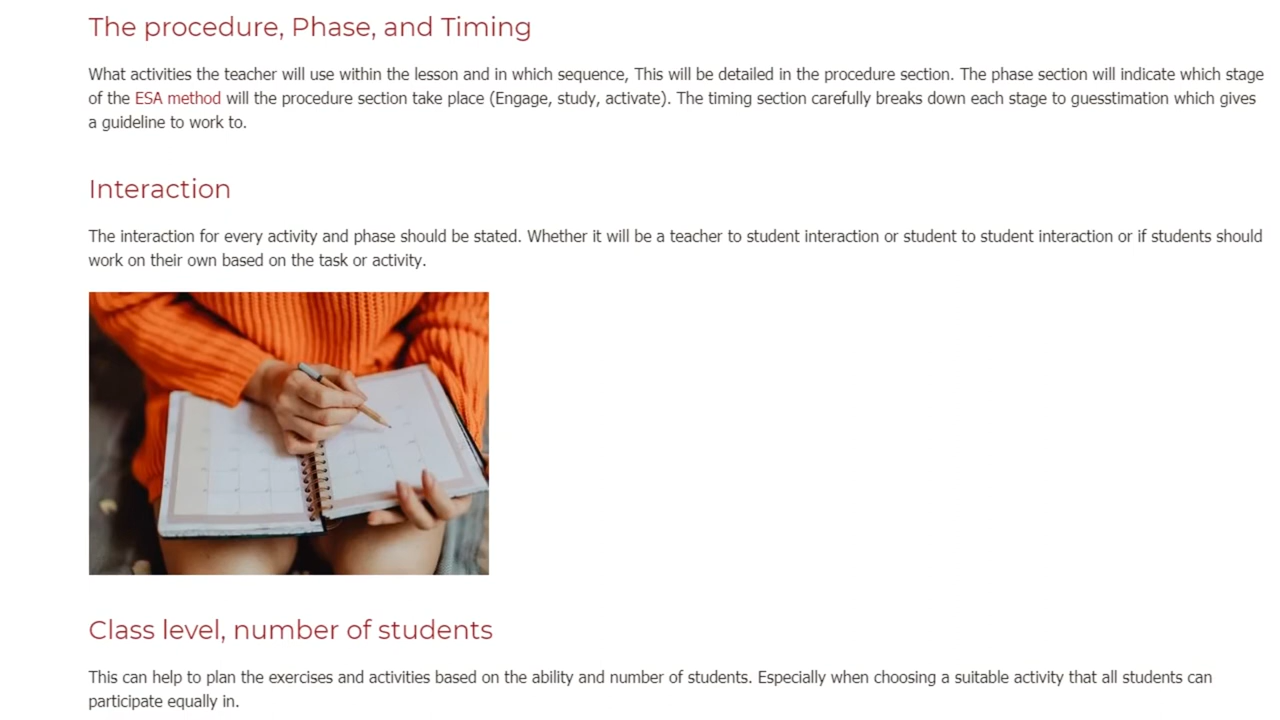 The procedure, Phase, and Timing
What activities the teacher will use within the lesson and in which sequence, This will be detailed in the procedure section. The phase section will indicate which stage
of the ESA method will the procedure section take place (Engage, study, activate). The timing section carefully breaks down each stage to guesstimation which gives
a guideline to work to.
Interaction
The interaction for every activity and phase should be stated. Whether it will be a teacher to student interaction or student to student interaction or if students should
work on their own based on the task or activity.
Class level, number of students
This can help to plan the exercises and activities based on the ability and number of students. Especially when choosing a suitable activity that all students can
participate equally in.